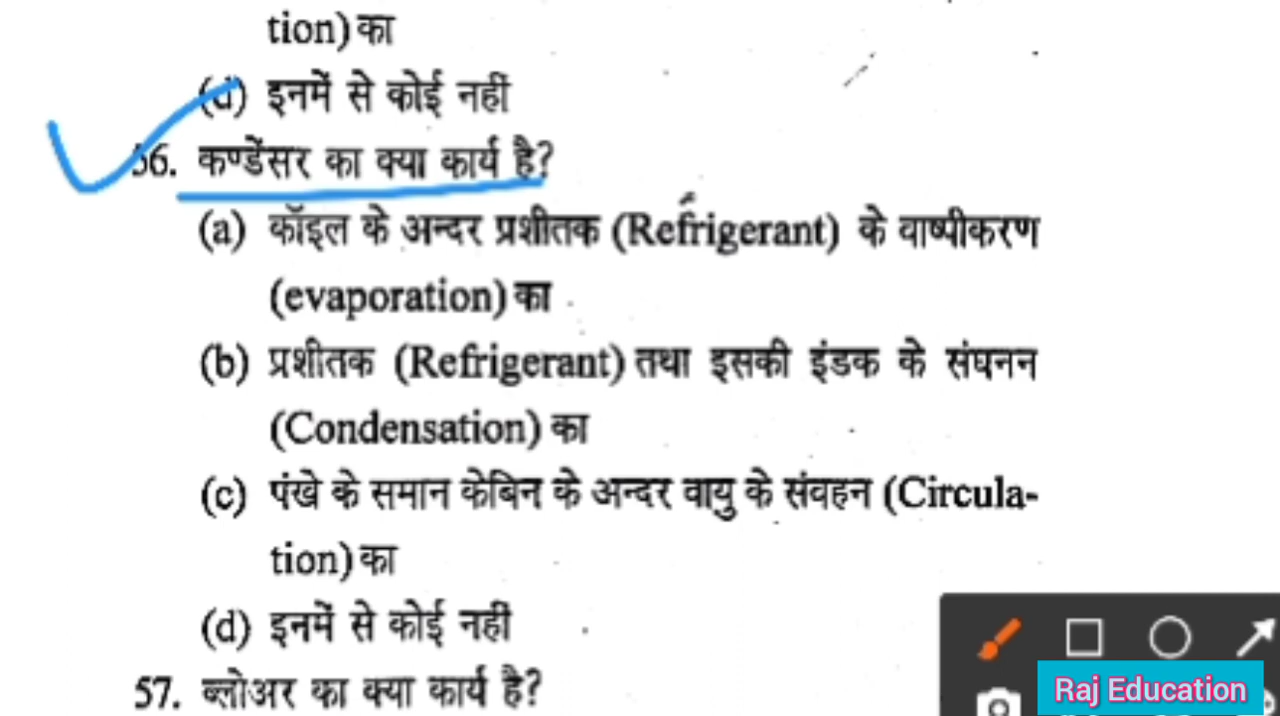 tion) का
(d) इनमें से कोई नहीं
56. कण्डेंसर का क्या कार्य है?
(a) कॉइल के अन्दर प्रशीतक (Refrigerant) के वाष्पीकरण
(evaporation) का
(b) प्रशीतक (Refrigerant) तथा इसकी इंडक के संघनन
(Condensation) का
(c) पंखे के समान केबिन के अन्दर वायु के संवहन (Circula-
tion) का
(d) इनमें से कोई नहीं
57. ब्लोअर का क्या कार्य है?
Raj Education